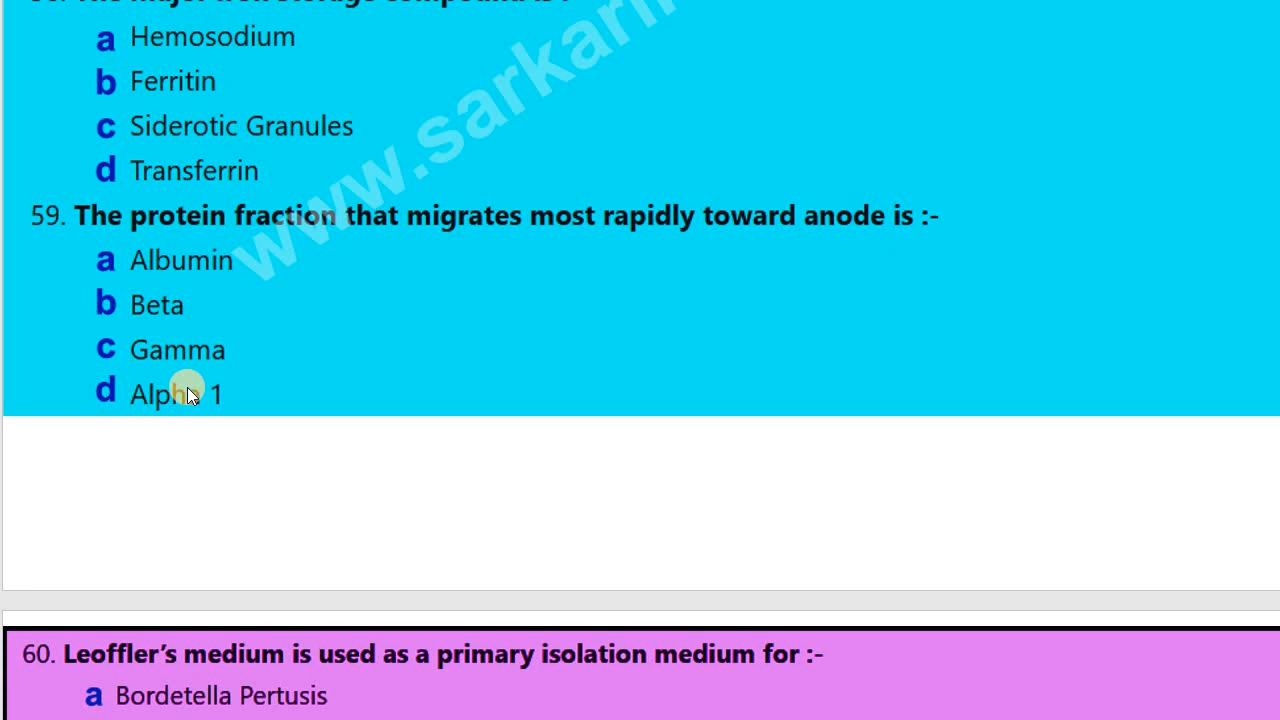 a Hemosodium
b Ferritin
c Siderotic Granules
d Transferrin
59. The protein fraction that migrates most rapidly toward anode is :-
a Albumin
b Beta
c Gamma
d Alpha 1
60. Leoffler's medium is used as a primary isolation medium for :-
a Bordetella Pertusis